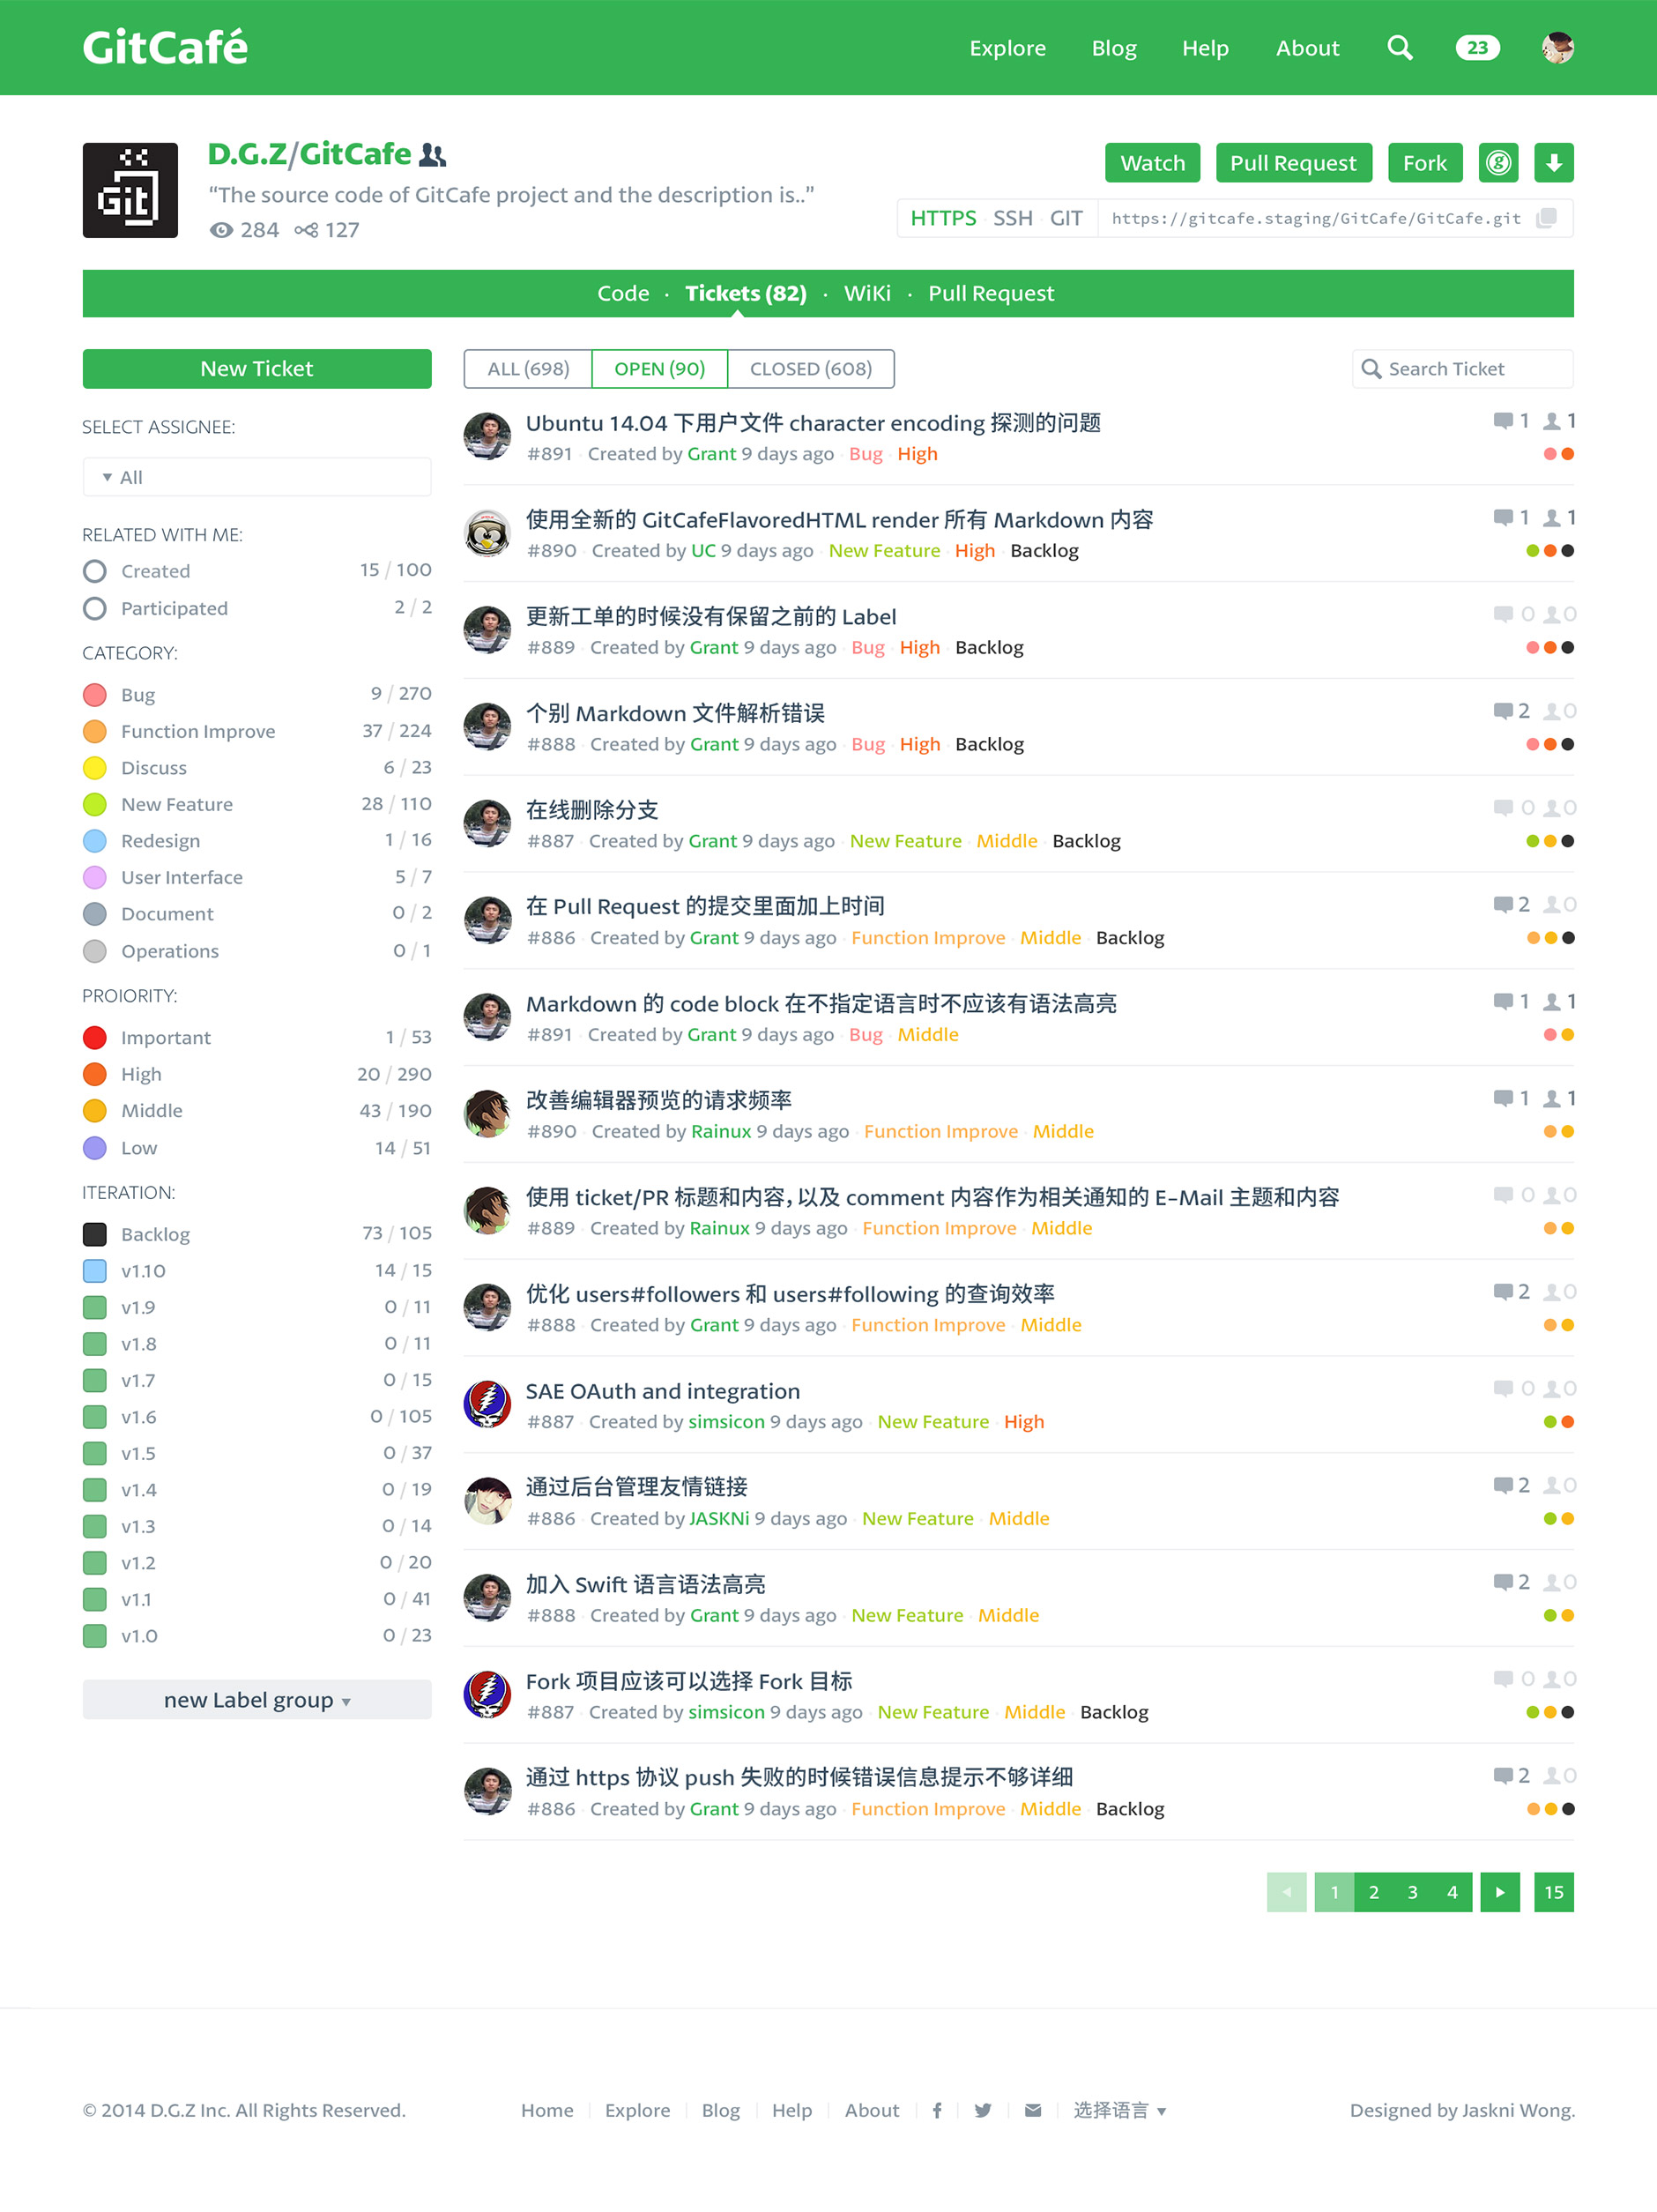 GitCafé
Explore Blog Help About 23
Git
D.G.Z/GitCafe
“The source code of GitCafe project and the description is..”
284 127
Watch Pull Request Fork
HTTPS · SSH · GIT https://gitcafe.staging/GitCafe/GitCafe.git
Code · Tickets (82) · WiKi · Pull Request
New Ticket
SELECT ASSIGNEE:
All
RELATED WITH ME:
Created 15 / 100
Participated 2 / 2
CATEGORY:
Bug 9 / 270
Function Improve 37 / 224
Discuss 6 / 23
New Feature 28 / 110
Redesign 1 / 16
User Interface 5 / 7
Document 0 / 2
Operations 0 / 1
PROIORITY:
Important 1 / 53
High 20 / 290
Middle 43 / 190
Low 14 / 51
ITERATION:
Backlog 73 / 105
v1.10 14 / 15
v1.9 0 / 11
v1.8 0 / 11
v1.7 0 / 15
v1.6 0 / 105
v1.5 0 / 37
v1.4 0 / 19
v1.3 0 / 14
v1.2 0 / 20
v1.1 0 / 41
v1.0 0 / 23
new Label group
ALL (698) OPEN (90) CLOSED (608) Search Ticket
Ubuntu 14.04 下用户文件 character encoding 探测的问题 1 1
#891 · Created by Grant 9 days ago · Bug · High
使用全新的 GitCafeFlavoredHTML render 所有 Markdown 内容 1 1
#890 · Created by UC 9 days ago · New Feature · High · Backlog
更新工单的时候没有保留之前的 Label 0 0
#889 · Created by Grant 9 days ago · Bug · High · Backlog
个别 Markdown 文件解析错误 2 0
#888 · Created by Grant 9 days ago · Bug · High · Backlog
在线删除分支 0 0
#887 · Created by Grant 9 days ago · New Feature · Middle · Backlog
在 Pull Request 的提交里面加上时间 2 0
#886 · Created by Grant 9 days ago · Function Improve · Middle · Backlog
Markdown 的 code block 在不指定语言时不应该有语法高亮 1 1
#891 · Created by Grant 9 days ago · Bug · Middle
改善编辑器预览的请求频率 1 1
#890 · Created by Rainux 9 days ago · Function Improve · Middle
使用 ticket/PR 标题和内容，以及 comment 内容作为相关通知的 E-Mail 主题和内容 0 0
#889 · Created by Rainux 9 days ago · Function Improve · Middle
优化 users#followers 和 users#following 的查询效率 2 0
#888 · Created by Grant 9 days ago · Function Improve · Middle
SAE OAuth and integration 0 0
#887 · Created by simsicon 9 days ago · New Feature · High
通过后台管理友情链接 2 0
#886 · Created by JASKNi 9 days ago · New Feature · Middle
加入 Swift 语言语法高亮 2 0
#888 · Created by Grant 9 days ago · New Feature · Middle
Fork 项目应该可以选择 Fork 目标 0 0
#887 · Created by simsicon 9 days ago · New Feature · Middle · Backlog
通过 https 协议 push 失败的时候错误信息提示不够详细 2 0
#886 · Created by Grant 9 days ago · Function Improve · Middle · Backlog
1 2 3 4 15
© 2014 D.G.Z Inc. All Rights Reserved. Home Explore Blog Help About 选择语言 Designed by Jaskni Wong.